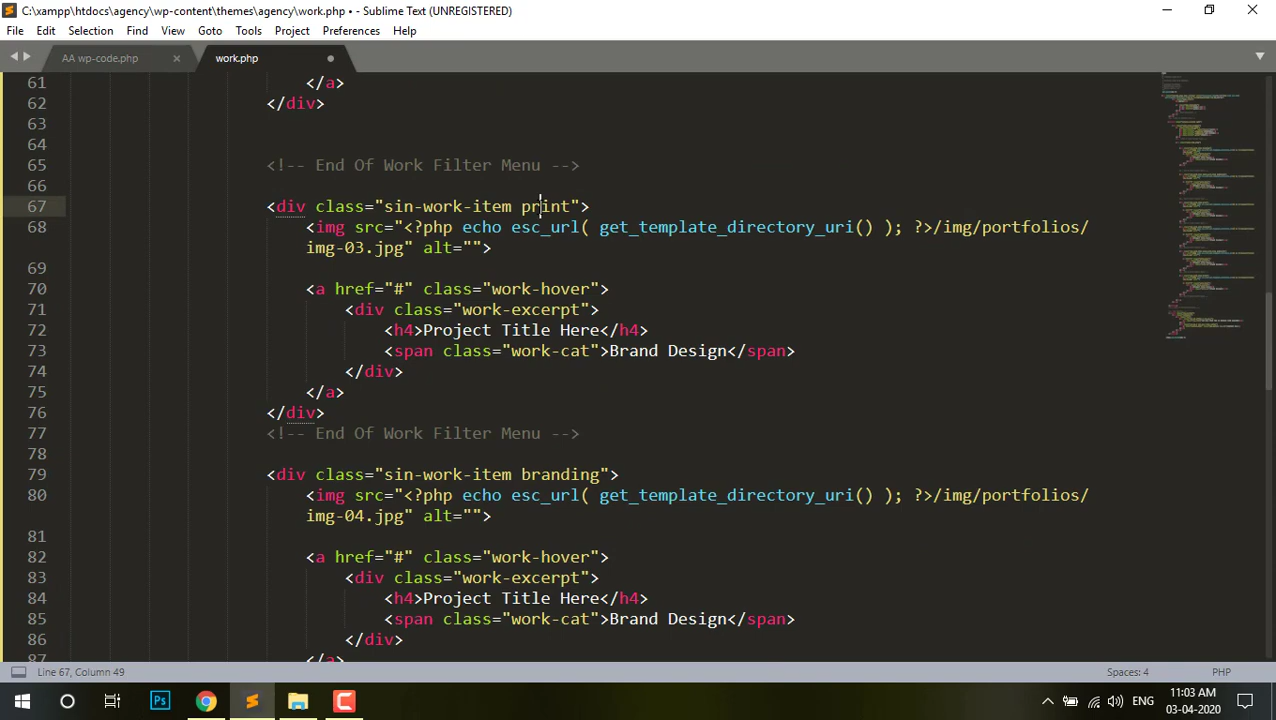 C:\xampp\htdocs\agency\wp-content\themes\agency\work.php • - Sublime Text (UNREGISTERED)
File Edit Selection Find View Goto Tools Project Preferences Help
AA wp-code.php work.php
61 </a>
62 </div>
63
64
65 <!-- End Of Work Filter Menu -->
66
67 <div class="sin-work-item print">
68 <img src="<?php echo esc_url( get_template_directory_uri() ); ?>/img/portfolios/
img-03.jpg" alt="">
69
70 <a href="#" class="work-hover">
71 <div class="work-excerpt">
72 <h4>Project Title Here</h4>
73 <span class="work-cat">Brand Design</span>
74 </div>
75 </a>
76 </div>
77 <!-- End Of Work Filter Menu -->
78
79 <div class="sin-work-item branding">
80 <img src="<?php echo esc_url( get_template_directory_uri() ); ?>/img/portfolios/
img-04.jpg" alt="">
81
82 <a href="#" class="work-hover">
83 <div class="work-excerpt">
84 <h4>Project Title Here</h4>
85 <span class="work-cat">Brand Design</span>
86 </div>
87 </a>
Line 67, Column 49 Spaces: 4 PHP
Ps ENG 11:03 AM
03-04-2020